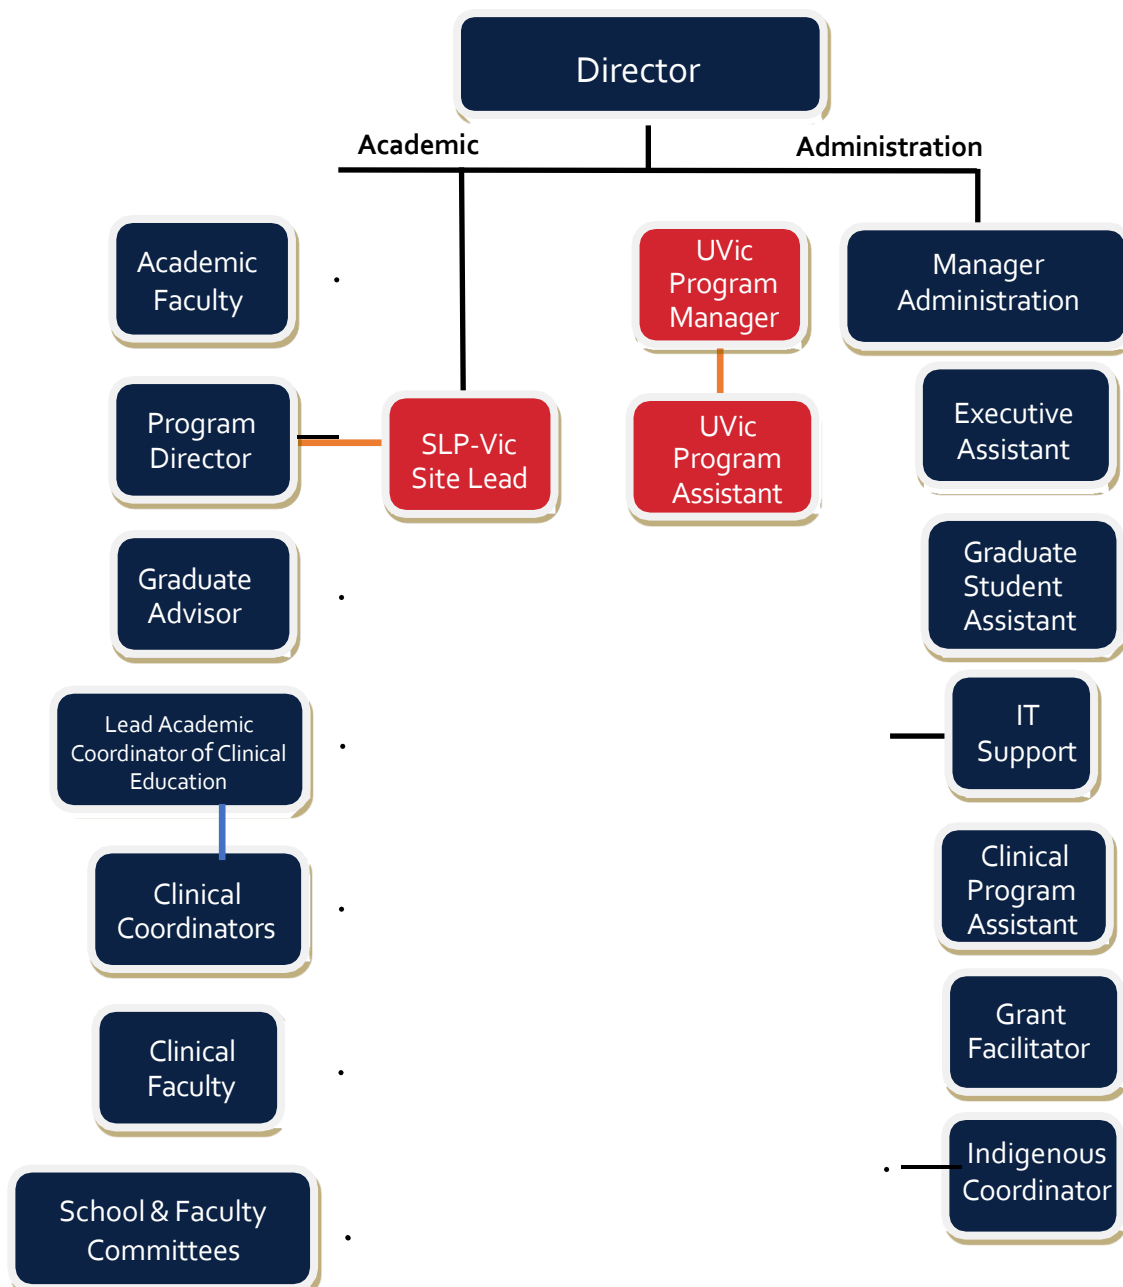 Director
Academic
Administration
Academic
Faculty
UVic
Program
Manager
Manager
Administration
Program
Director
SLP-Vic
Site Lead
UVic
Program
Assistant
Executive
Assistant
Graduate
Advisor
Graduate
Student
Assistant
Lead Academic
Coordinator of Clinical
Education
IT
Support
Clinical
Coordinators
Clinical
Program
Assistant
Clinical
Faculty
Grant
Facilitator
Indigenous
Coordinator
School & Faculty
Committees